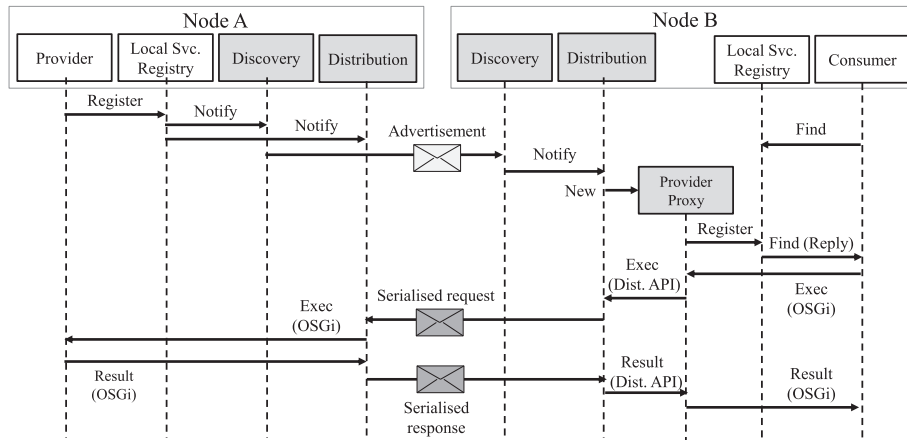 Node A
Node B
Provider
Local Svc.
Registry
Discovery
Distribution
Discovery
Distribution
Local Svc.
Registry
Consumer
Register
Notify
Notify
Advertisement
Find
Notify
New
Provider
Proxy
Register
Find (Reply)
Exec
(Dist. API)
Exec
(OSGi)
Serialised request
Exec
(OSGi)
Result
(OSGi)
Result
(Dist. API)
Result
(OSGi)
Serialised
response